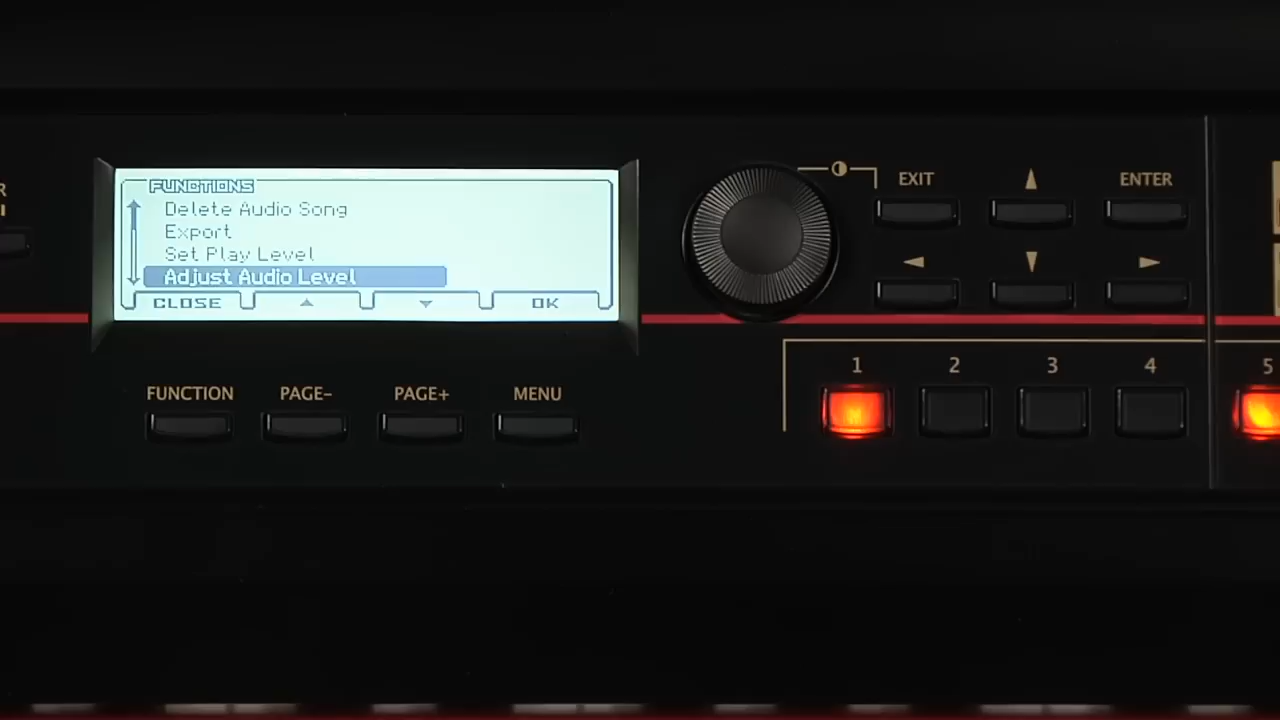 FUNCTIONS
Delete Audio Song
Export
Set Play Level
Adjust Audio Level
CLOSE OK
EXIT ENTER
FUNCTION PAGE- PAGE+ MENU
1 2 3 4 5